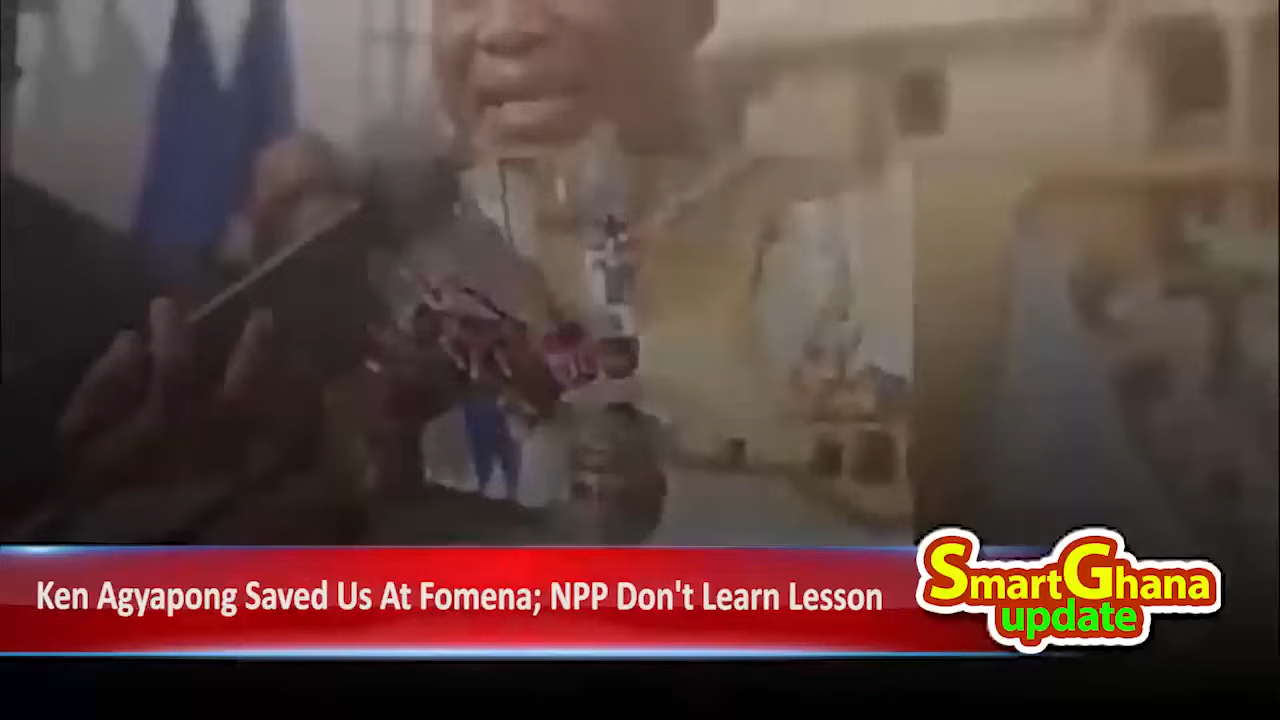 Ken Agyapong Saved Us At Fomena; NPP Don't Learn Lesson
SmartGhana
update